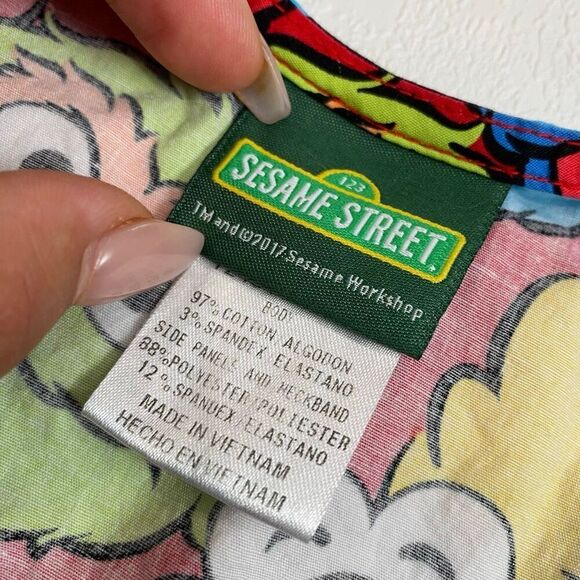 123
SESAME STREET
TM and ©2017 Sesame Workshop
BODY
97% COTTON ALGODON
3% SPANDEX ELASTANO
SIDE PANELS AND NECKBAND
88% POLYESTER/POLIESTER
12% SPANDEX/ELASTANO
MADE IN VIETNAM
HECHO EN VIETNAM